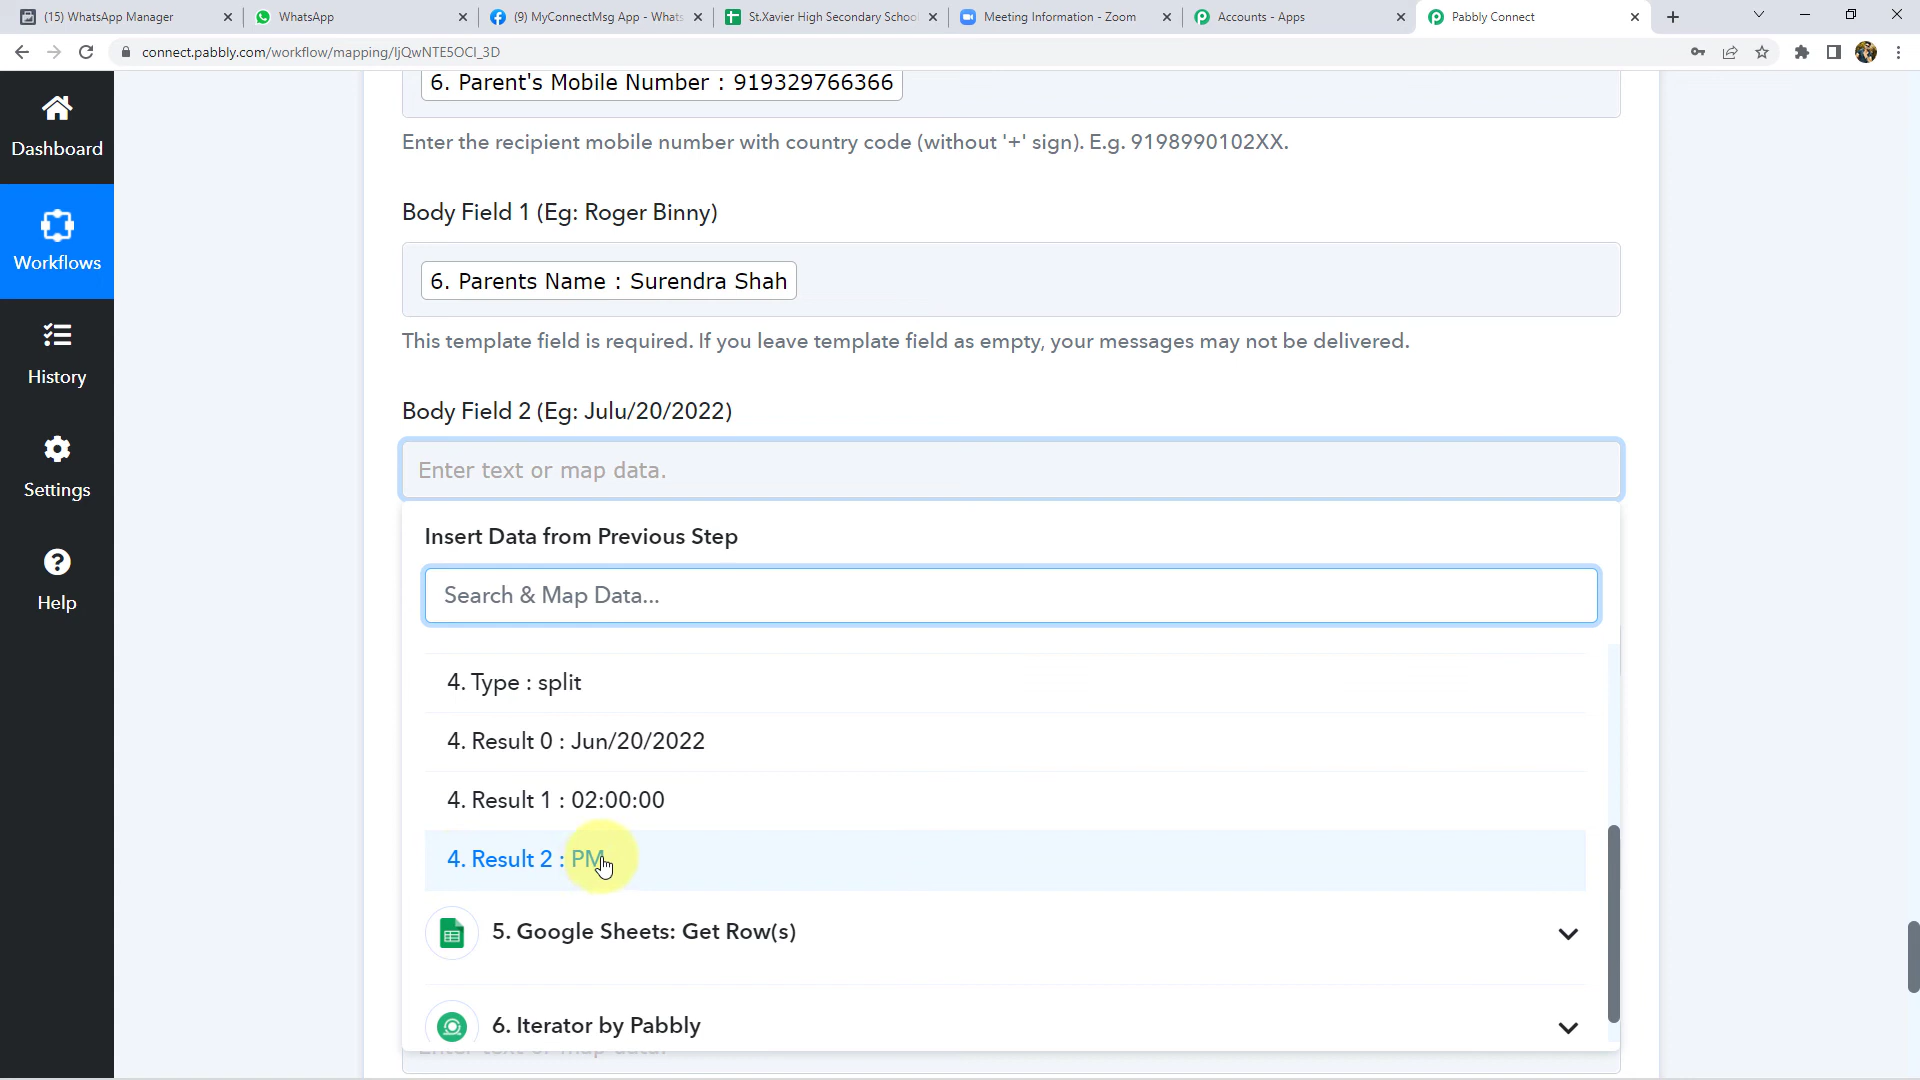 (15) WhatsApp Manager
WhatsApp
(9) MyConnectMsg App - Whats
St.Xavier High Secondary Schoo
Meeting Information - Zoom
Accounts - Apps
Pabbly Connect
connect.pabbly.com/workflow/mapping/IjQwNTE5OCI_3D
Dashboard
Workflows
History
Settings
Help
6. Parent's Mobile Number : 919329766366
Enter the recipient mobile number with country code (without '+' sign). E.g. 9198990102XX.
Body Field 1 (Eg: Roger Binny)
6. Parents Name : Surendra Shah
This template field is required. If you leave template field as empty, your messages may not be delivered.
Body Field 2 (Eg: Julu/20/2022)
Enter text or map data.
Insert Data from Previous Step
Search & Map Data...
4. Type : split
4. Result 0 : Jun/20/2022
4. Result 1 : 02:00:00
4. Result 2 : PM
5. Google Sheets: Get Row(s)
6. Iterator by Pabbly
Enter text or map data.